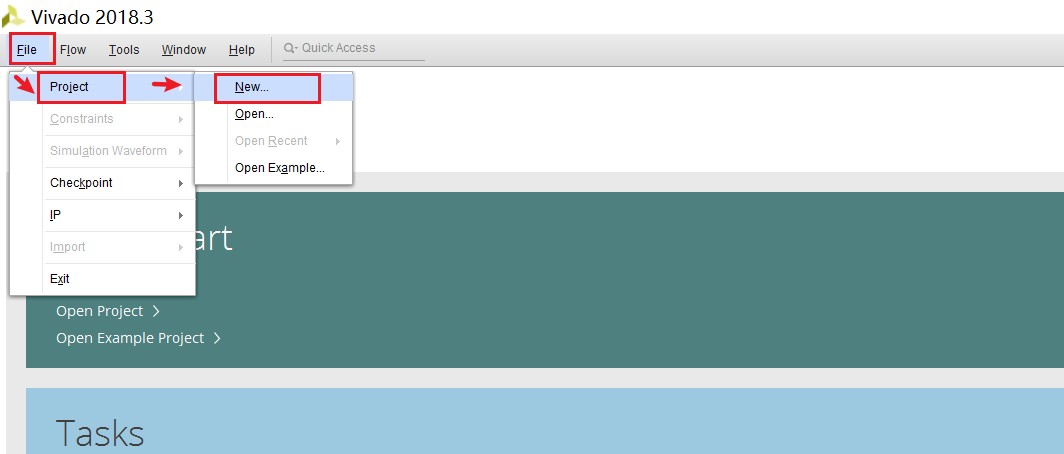 Vivado 2018.3
File Flow Tools Window Help Quick Access
Project
Constraints
Simulation Waveform
Checkpoint
IP
Import
Exit
New...
Open...
Open Recent
Open Example...
art
Open Project >
Open Example Project >
Tasks